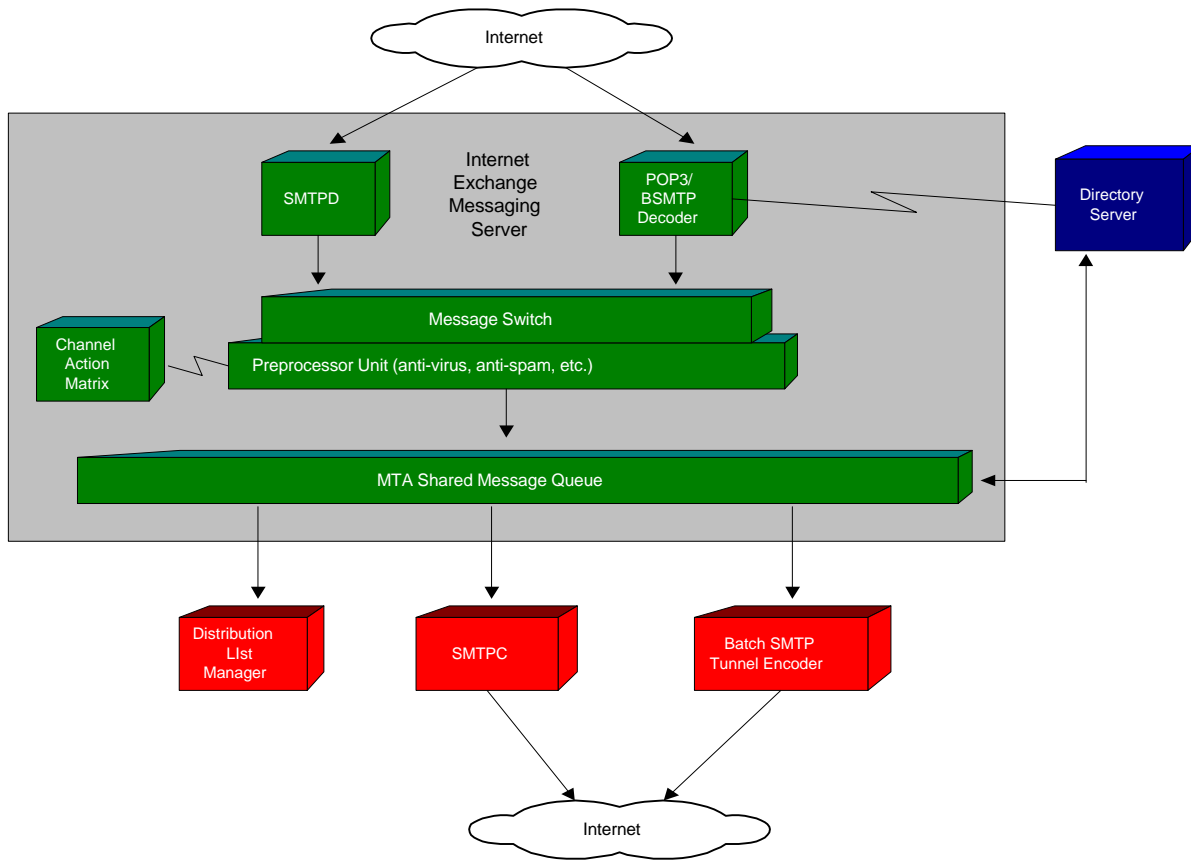 Internet
SMTPD
Internet
Exchange
Messaging
Server
POP3/
BSMTP
Decoder
Directory
Server
Message Switch
Channel
Action
Matrix
Preprocessor Unit (anti-virus, anti-spam, etc.)
MTA Shared Message Queue
Distribution
LIst
Manager
SMTPC
Batch SMTP
Tunnel Encoder
Internet